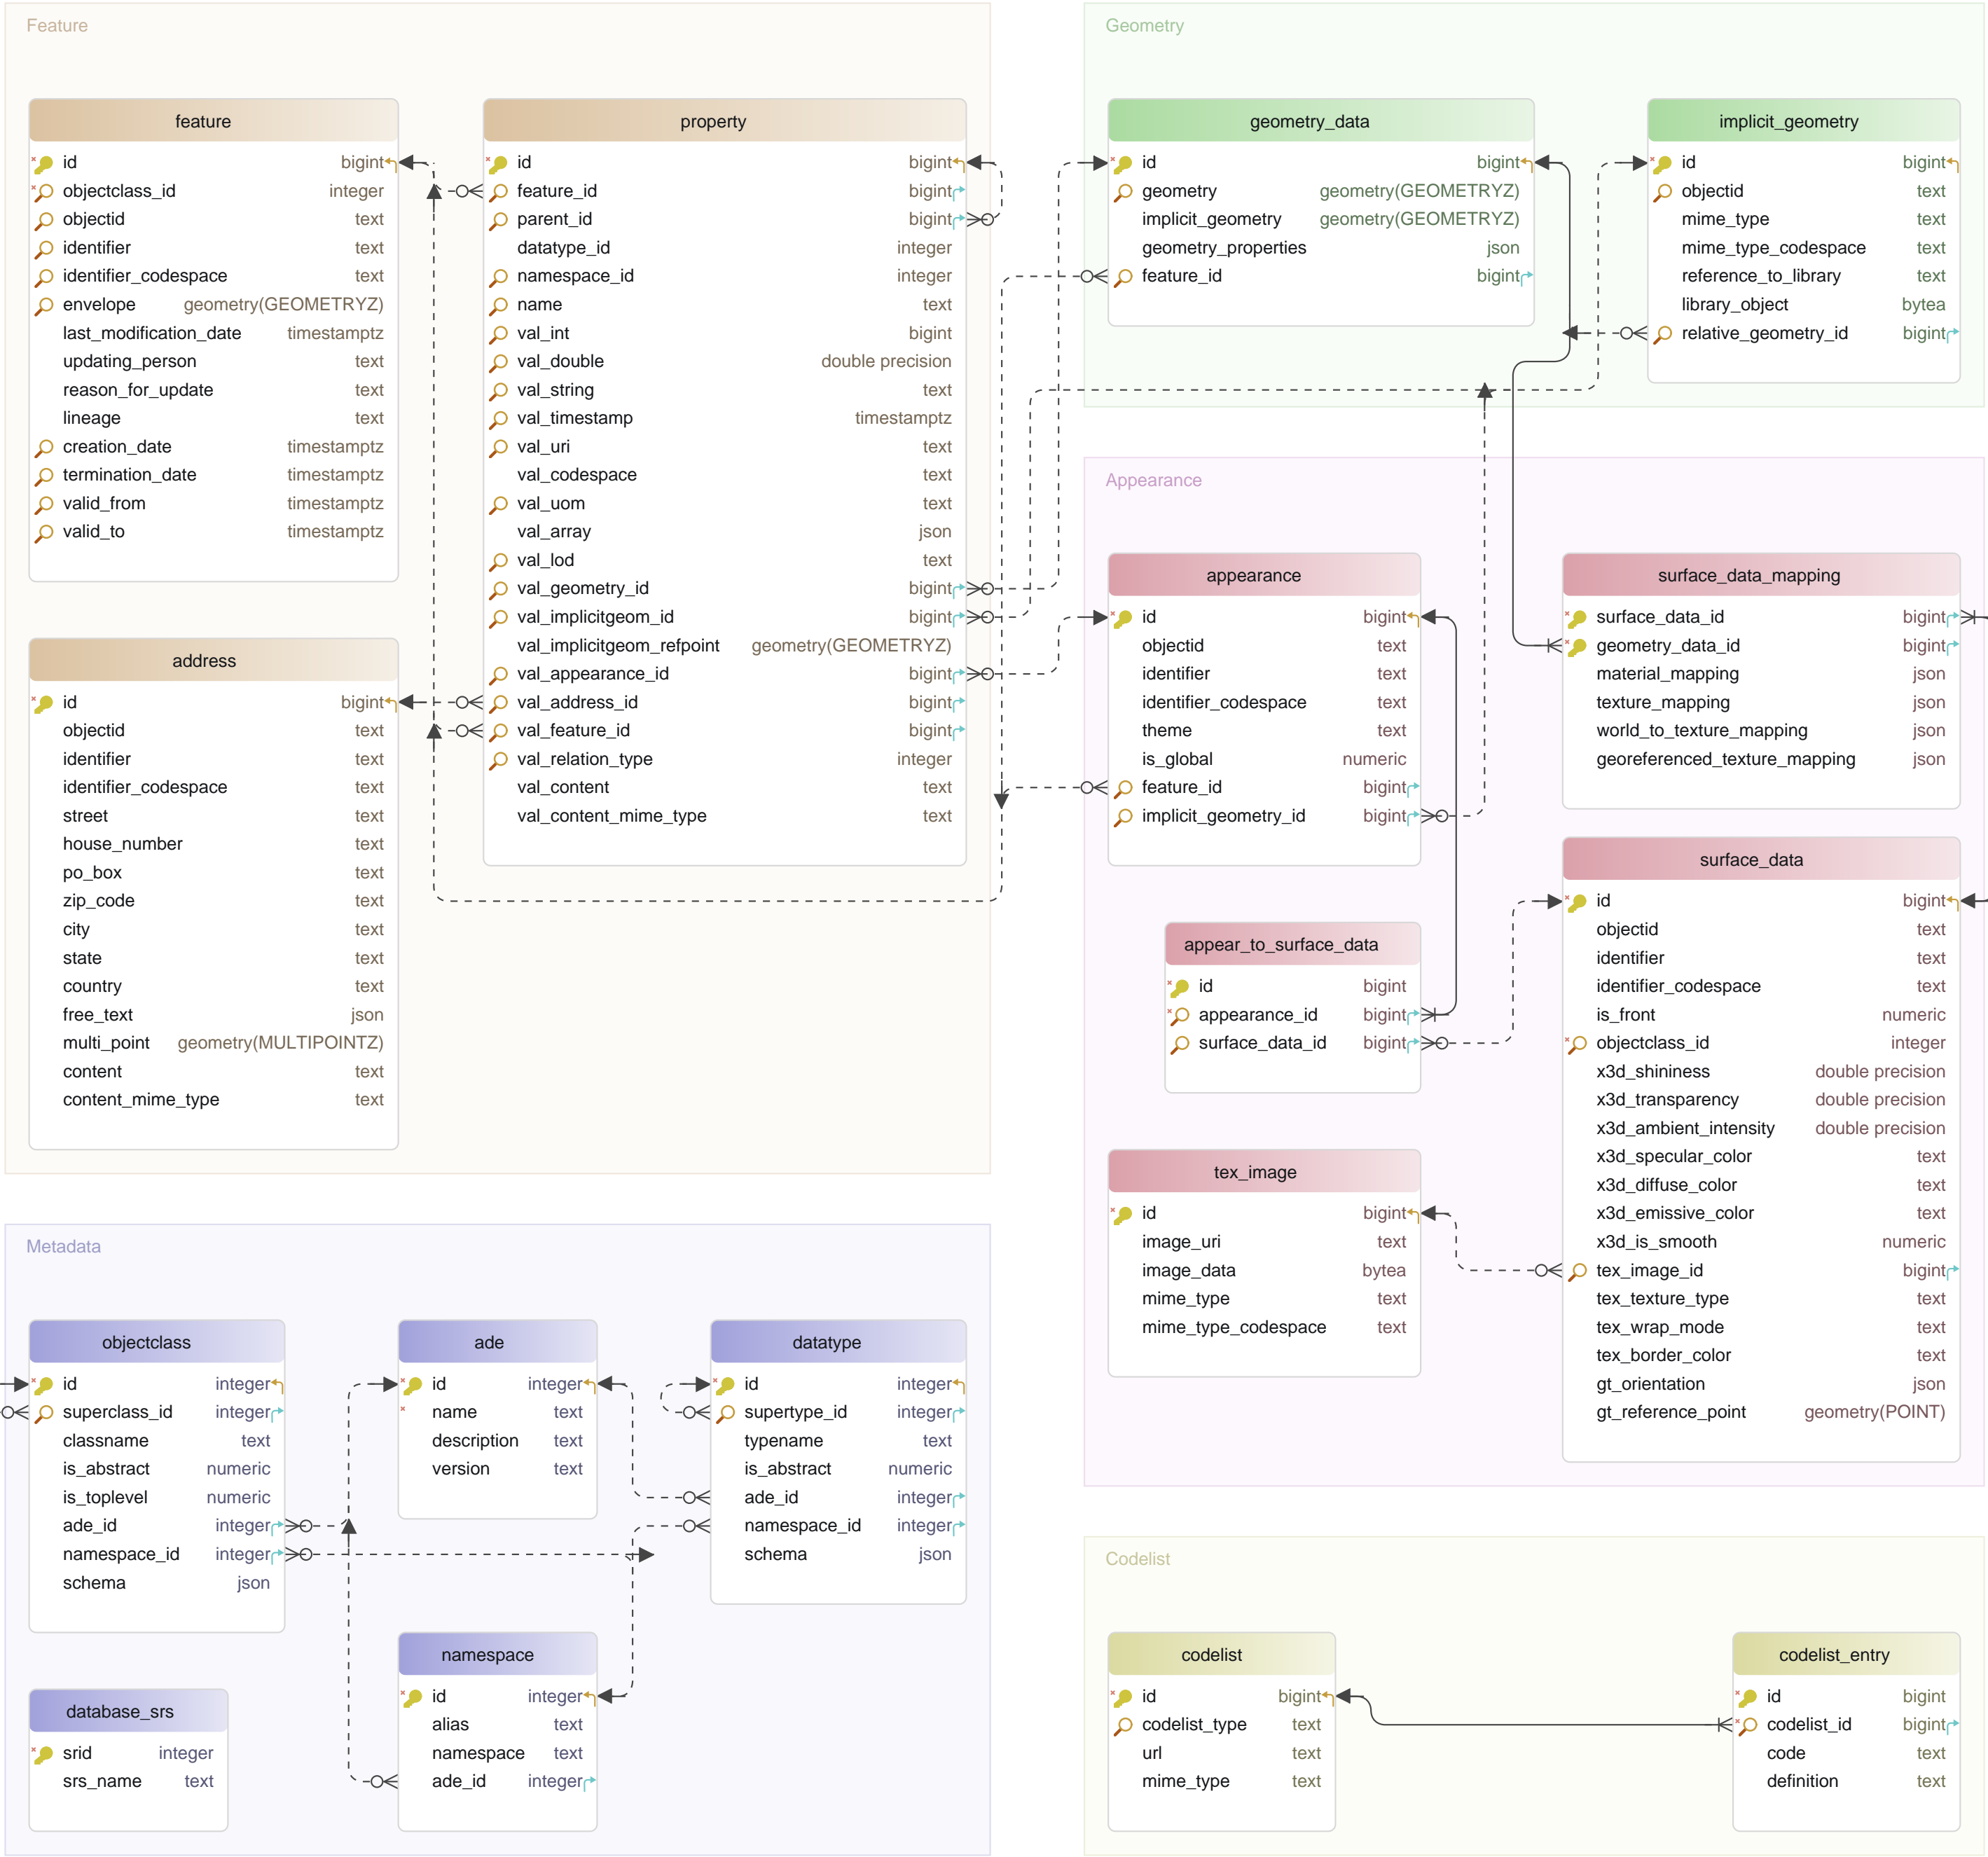 Feature
feature
id bigint
objectclass_id integer
objectid text
identifier text
identifier_codespace text
envelope geometry(GEOMETRYZ)
last_modification_date timestamptz
updating_person text
reason_for_update text
lineage text
creation_date timestamptz
termination_date timestamptz
valid_from timestamptz
valid_to timestamptz
address
id bigint
objectid text
identifier text
identifier_codespace text
street text
house_number text
po_box text
zip_code text
city text
state text
country text
free_text json
multi_point geometry(MULTIPOINTZ)
content text
content_mime_type text
property
id bigint
feature_id bigint
parent_id bigint
datatype_id integer
namespace_id integer
name text
val_int bigint
val_double double precision
val_string text
val_timestamp timestamptz
val_uri text
val_codespace text
val_uom text
val_array json
val_lod text
val_geometry_id bigint
val_implicitgeom_id bigint
val_implicitgeom_refpoint geometry(GEOMETRYZ)
val_appearance_id bigint
val_address_id bigint
val_feature_id bigint
val_relation_type integer
val_content text
val_content_mime_type text
Geometry
geometry_data
id bigint
geometry geometry(GEOMETRYZ)
implicit_geometry geometry(GEOMETRYZ)
geometry_properties json
feature_id bigint
implicit_geometry
id bigint
objectid text
mime_type text
mime_type_codespace text
reference_to_library text
library_object bytea
relative_geometry_id bigint
Appearance
appearance
id bigint
objectid text
identifier text
identifier_codespace text
theme text
is_global numeric
feature_id bigint
implicit_geometry_id bigint
surface_data_mapping
surface_data_id bigint
geometry_data_id bigint
material_mapping json
texture_mapping json
world_to_texture_mapping json
georeferenced_texture_mapping json
appear_to_surface_data
id bigint
appearance_id bigint
surface_data_id bigint
surface_data
id bigint
objectid text
identifier text
identifier_codespace text
is_front numeric
objectclass_id integer
x3d_shininess double precision
x3d_transparency double precision
x3d_ambient_intensity double precision
x3d_specular_color text
x3d_diffuse_color text
x3d_emissive_color text
x3d_is_smooth numeric
tex_image_id bigint
tex_texture_type text
tex_wrap_mode text
tex_border_color text
gt_orientation json
gt_reference_point geometry(POINT)
tex_image
id bigint
image_uri text
image_data bytea
mime_type text
mime_type_codespace text
Metadata
objectclass
id integer
superclass_id integer
classname text
is_abstract numeric
is_toplevel numeric
ade_id integer
namespace_id integer
schema json
ade
id integer
name text
description text
version text
datatype
id integer
supertype_id integer
typename text
is_abstract numeric
ade_id integer
namespace_id integer
schema json
database_srs
srid integer
srs_name text
namespace
id integer
alias text
namespace text
ade_id integer
Codelist
codelist
id bigint
codelist_type text
url text
mime_type text
codelist_entry
id bigint
codelist_id bigint
code text
definition text